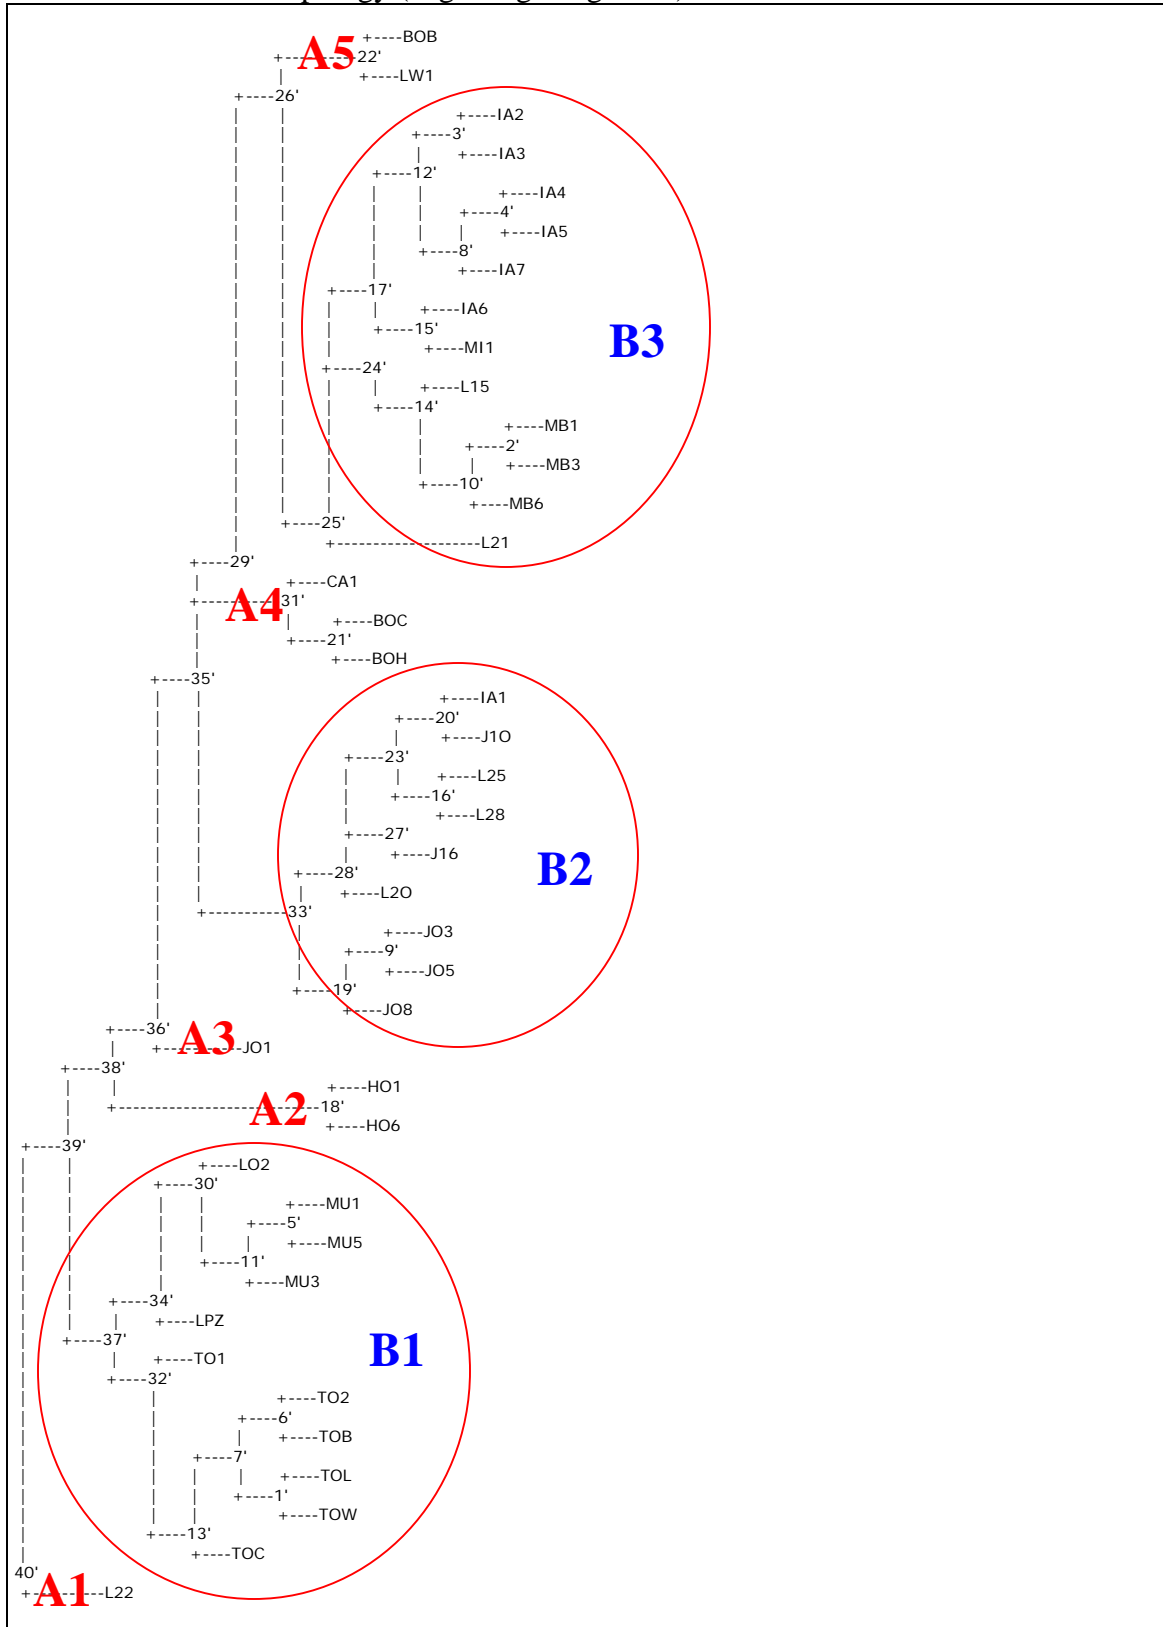 +----BOB
+--------22'
A5
| +----LW1
+----26'
| | +----IA2
| | +----3'
| | | +----IA3
| | +----12'
| | | | +----IA4
| | | | +----4'
| | | | | +----IA5
| | | +----8'
| | | +----IA7
| | +----17'
| | | | +----IA6
| | | +----15'
| | | +----MI1
B3
| | +----24'
| | | | +----L15
| | | +----14'
| | | | +----MB1
| | | | +----2'
| | | | | +----MB3
| | | +----10'
| | | +----MB6
| +----25'
| +--------------------L21
+----29'
| | +----CA1
| +---------31'
A4
| | | +----BOC
| | +----21'
| | +----BOH
+----35'
| | +----IA1
| | +----20'
| | | +----J1O
| | +----23'
| | | | +----L25
| | | +----16'
| | | +----L28
| | +----27'
| | | +----J16
B2
| | +----28'
| | | +----L2O
| +----------33'
| | +----JO3
| | +----9'
| | | +----JO5
| +----19'
| +----JO8
+----36'
A3
| +---------JO1
+----38'
| | +----HO1
| +------------------------18'
A2
| +----HO6
+----39'
| | +----LO2
| | +----30'
| | | | +----MU1
| | | | +----5'
| | | | | +----MU5
| | | +----11'
| | | +----MU3
| | +----34'
| | | +----LPZ
| +----37'
B1
| | +----TO1
| +----32'
| | +----TO2
| | +----6'
| | | +----TOB
| | +----7'
| | | | +----TOL
| | | +----1'
| | | +----TOW
| +----13'
| +----TOC
40'
A1
+---------L22